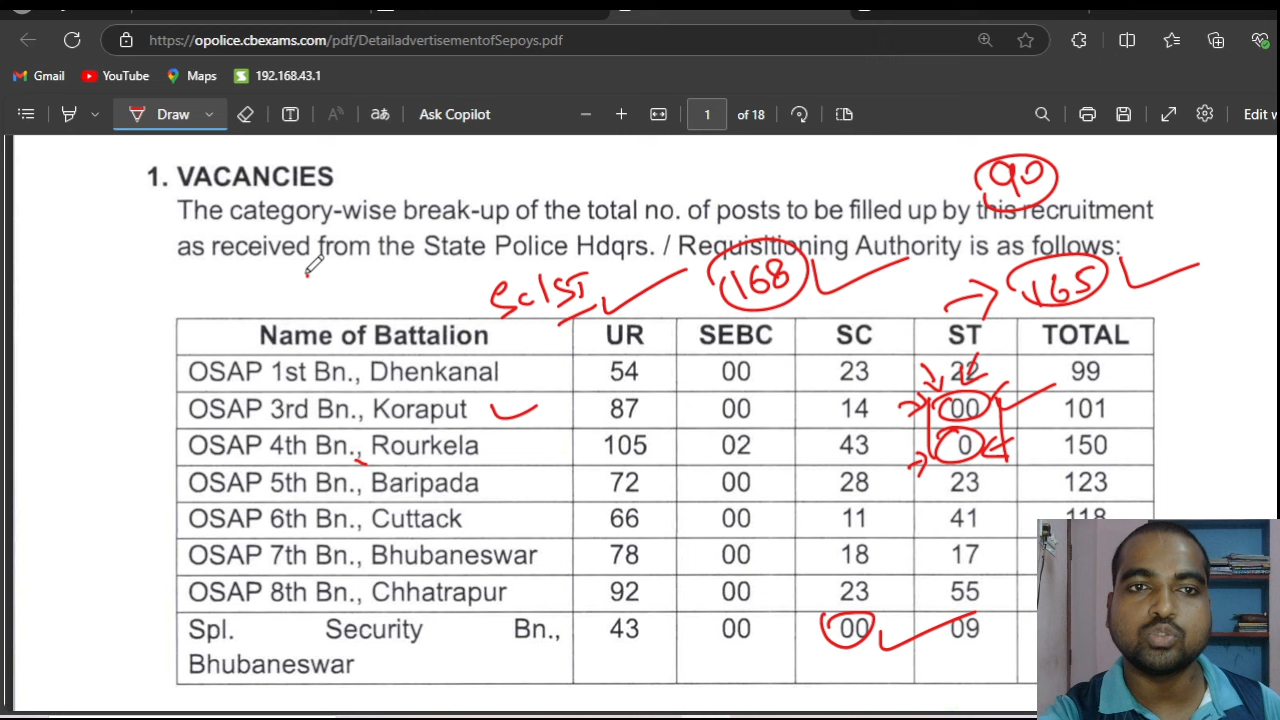 https://opolice.cbexams.com/pdf/DetailadvertisementofSepoys.pdf
Gmail YouTube Maps 192.168.43.1
Draw aあ Ask Copilot 1 of 18 Edit w
1. VACANCIES
90
The category-wise break-up of the total no. of posts to be filled up by this recruitment
as received from the State Police Hdqrs. / Requisitioning Authority is as follows:
SC/ST 168 165
Name of Battalion UR SEBC SC ST TOTAL
OSAP 1st Bn., Dhenkanal 54 00 23 22 99
OSAP 3rd Bn., Koraput 87 00 14 00 101
OSAP 4th Bn., Rourkela 105 02 43 0 150
OSAP 5th Bn., Baripada 72 00 28 23 123
OSAP 6th Bn., Cuttack 66 00 11 41 118
OSAP 7th Bn., Bhubaneswar 78 00 18 17
OSAP 8th Bn., Chhatrapur 92 00 23 55
Spl. Security Bn., 43 00 00 09
Bhubaneswar